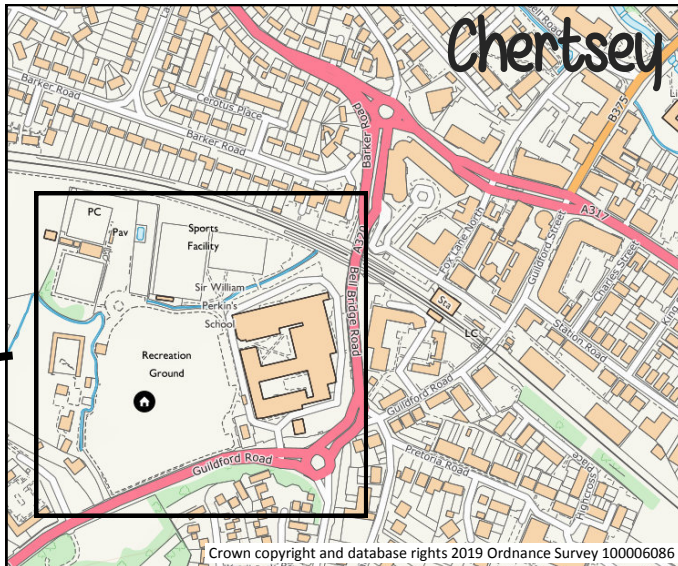 Chertsey
Barker Road
Cerotus Place
Barker Road
Barker Road
B375
A317
A320
Fox Lane North
Guildford Street
Charles Street
Station Road
PC
Pav
Sports
Facility
Sir William
Perkin's
School
Bell Bridge Road
Sta
LC
Recreation
Ground
Guildford Road
Guildford Road
Pretoria Road
Highcross Place
Crown copyright and database rights 2019 Ordnance Survey 100006086